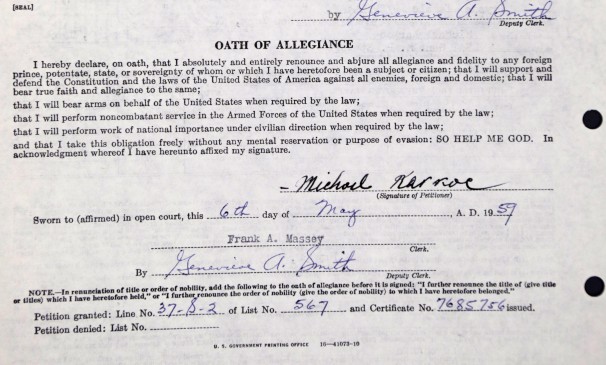 [SEAL]
by Genevieve A. Smith
Deputy Clerk.
OATH OF ALLEGIANCE
I hereby declare, on oath, that I absolutely and entirely renounce and abjure all allegiance and fidelity to any foreign
prince, potentate, state, or sovereignty of whom or which I have heretofore been a subject or citizen; that I will support and
defend the Constitution and the laws of the United States of America against all enemies, foreign and domestic; that I will
bear true faith and allegiance to the same;
that I will bear arms on behalf of the United States when required by the law;
that I will perform noncombatant service in the Armed Forces of the United States when required by the law;
that I will perform work of national importance under civilian direction when required by the law;
and that I take this obligation freely without any mental reservation or purpose of evasion: SO HELP ME GOD. In
acknowledgment whereof I have hereunto affixed my signature.
Michael Karkoc
(Signature of Petitioner)
Sworn to (affirmed) in open court, this 6th day of May, A. D. 1959
Frank A. Massey
Clerk.
By Genevieve A. Smith
Deputy Clerk.
NOTE.—In renunciation of title or order of nobility, add the following to the oath of allegiance before it is signed: "I further renounce the title of (give title
or titles) which I have heretofore held," or "I further renounce the order of nobility (give the order of nobility) to which I have heretofore belonged."
Petition granted: Line No. 37-B-2 of List No. 567 and Certificate No. 7685756 issued.
Petition denied: List No.
U. S. GOVERNMENT PRINTING OFFICE 16—41073-10